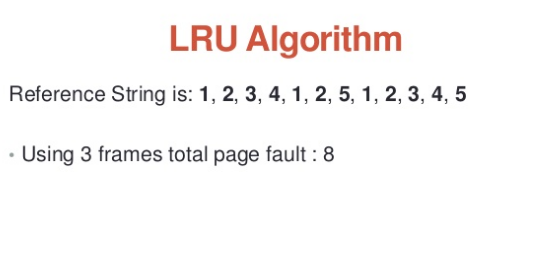 LRU Algorithm
Reference String is: 1, 2, 3, 4, 1, 2, 5, 1, 2, 3, 4, 5
• Using 3 frames total page fault : 8